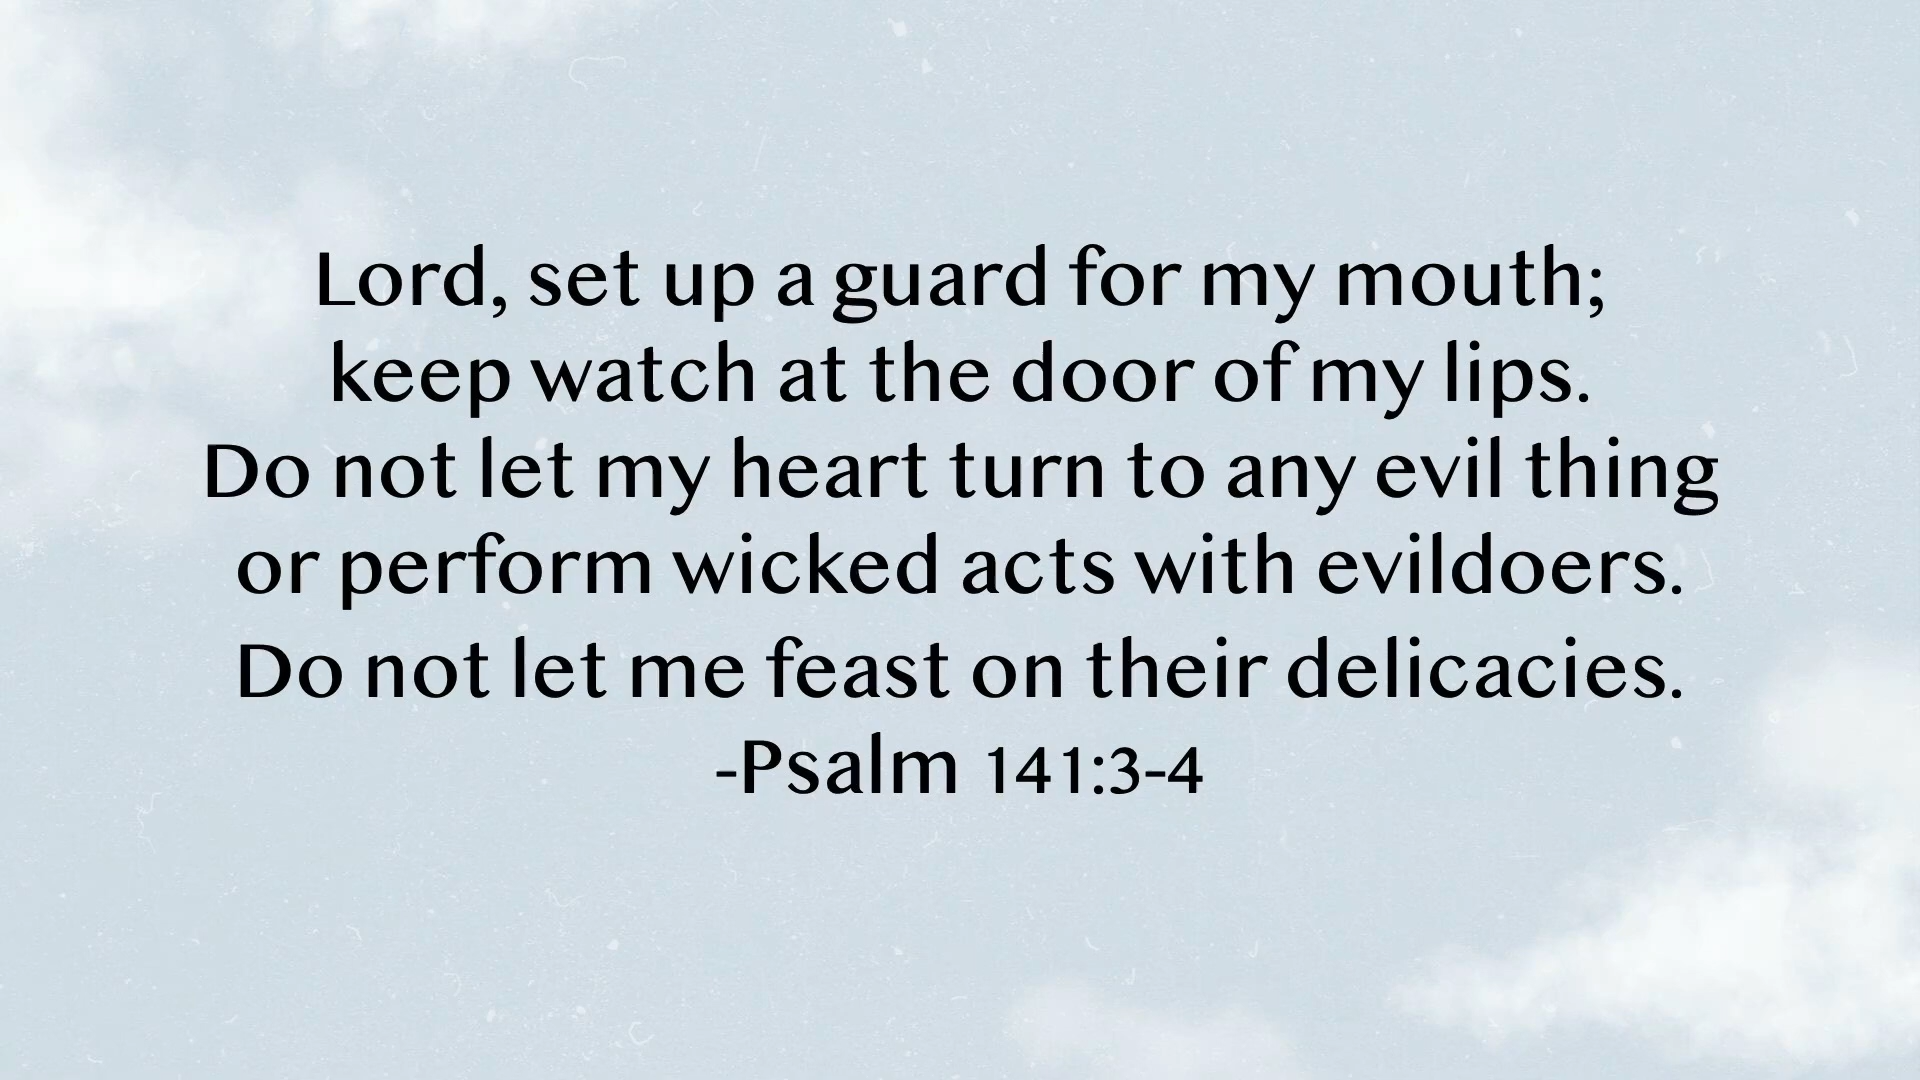 Lord, set up a guard for my mouth;
keep watch at the door of my lips.
Do not let my heart turn to any evil thing
or perform wicked acts with evildoers.
Do not let me feast on their delicacies.
-Psalm 141:3-4